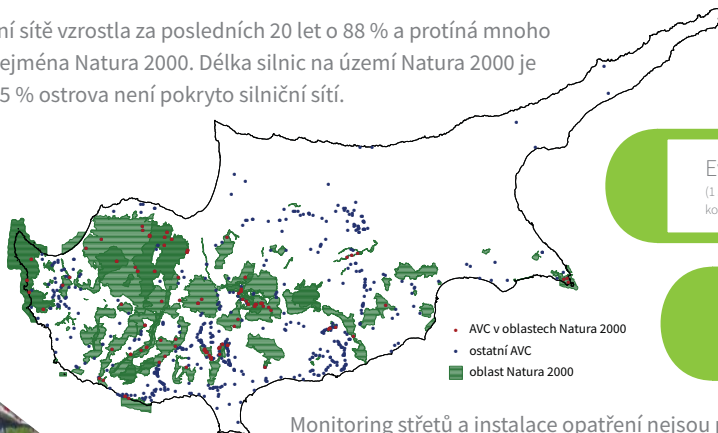 ní sítě vzrostla za posledních 20 let o 88 % a protíná mnoho
ejména Natura 2000. Délka silnic na území Natura 2000 je
5 % ostrova není pokryto silniční sítí.
E
(1
ko
AVC v oblastech Natura 2000
ostatní AVC
oblast Natura 2000
Monitoring střetů a instalace opatření nejsou